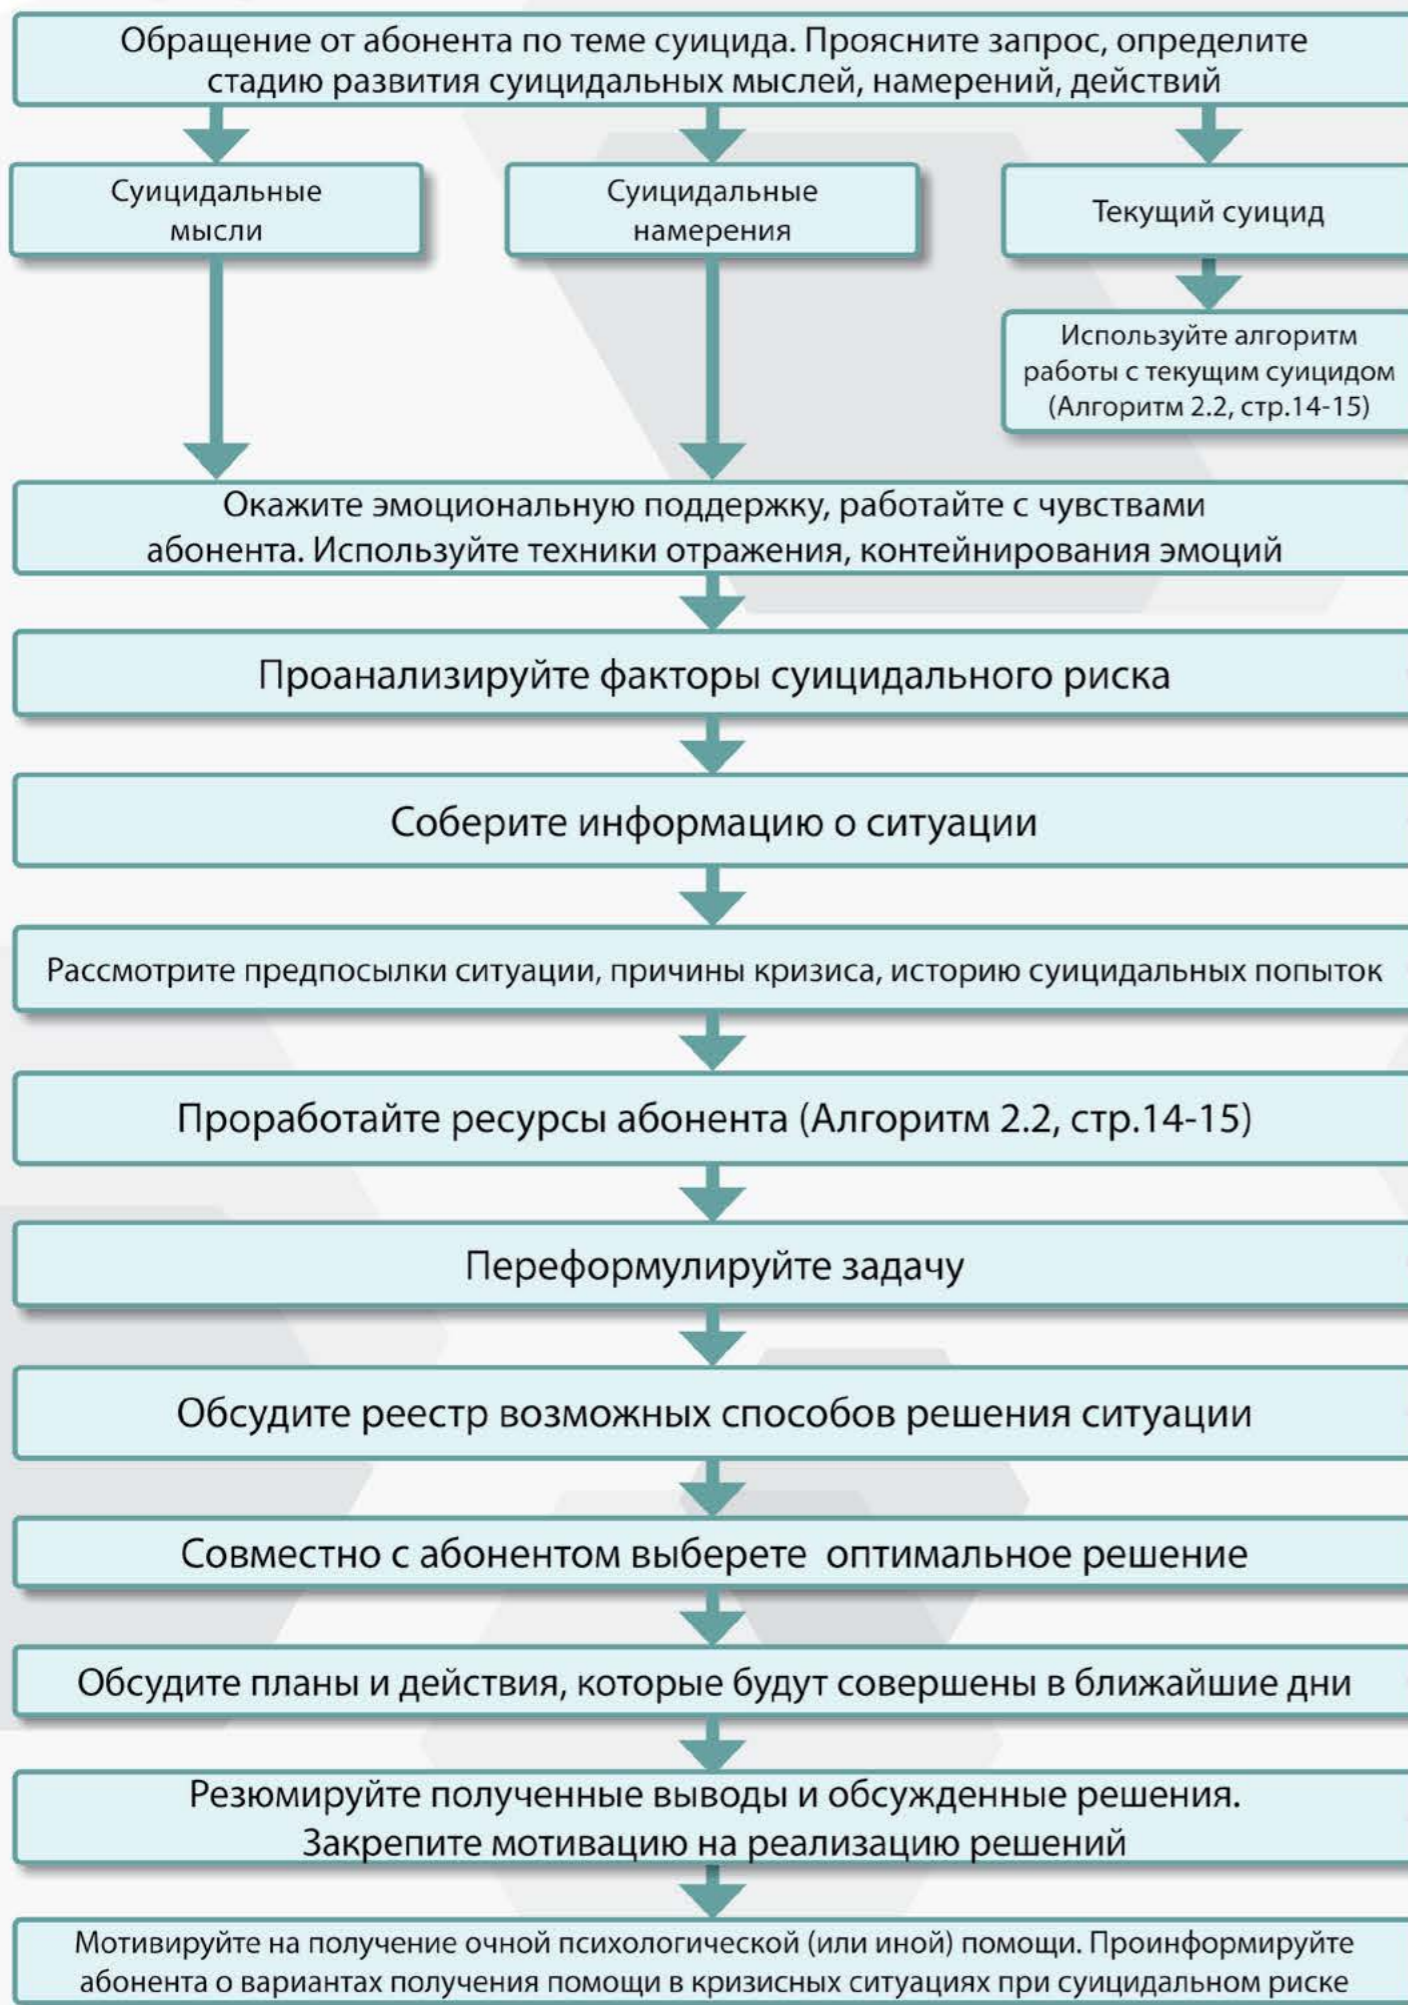 Обращение от абонента по теме суицида. Проясните запрос, определите
стадию развития суицидальных мыслей, намерений, действий
Суицидальные
мысли
Суицидальные
намерения
Текущий суицид
Используйте алгоритм
работы с текущим суицидом
(Алгоритм 2.2, стр.14-15)
Окажите эмоциональную поддержку, работайте с чувствами
абонента. Используйте техники отражения, контейнирования эмоций
Проанализируйте факторы суицидального риска
Соберите информацию о ситуации
Рассмотрите предпосылки ситуации, причины кризиса, историю суицидальных попыток
Проработайте ресурсы абонента (Алгоритм 2.2, стр.14-15)
Переформулируйте задачу
Обсудите реестр возможных способов решения ситуации
Совместно с абонентом выберете оптимальное решение
Обсудите планы и действия, которые будут совершены в ближайшие дни
Резюмируйте полученные выводы и обсужденные решения.
Закрепите мотивацию на реализацию решений
Мотивируйте на получение очной психологической (или иной) помощи. Проинформируйте
абонента о вариантах получения помощи в кризисных ситуациях при суицидальном риске